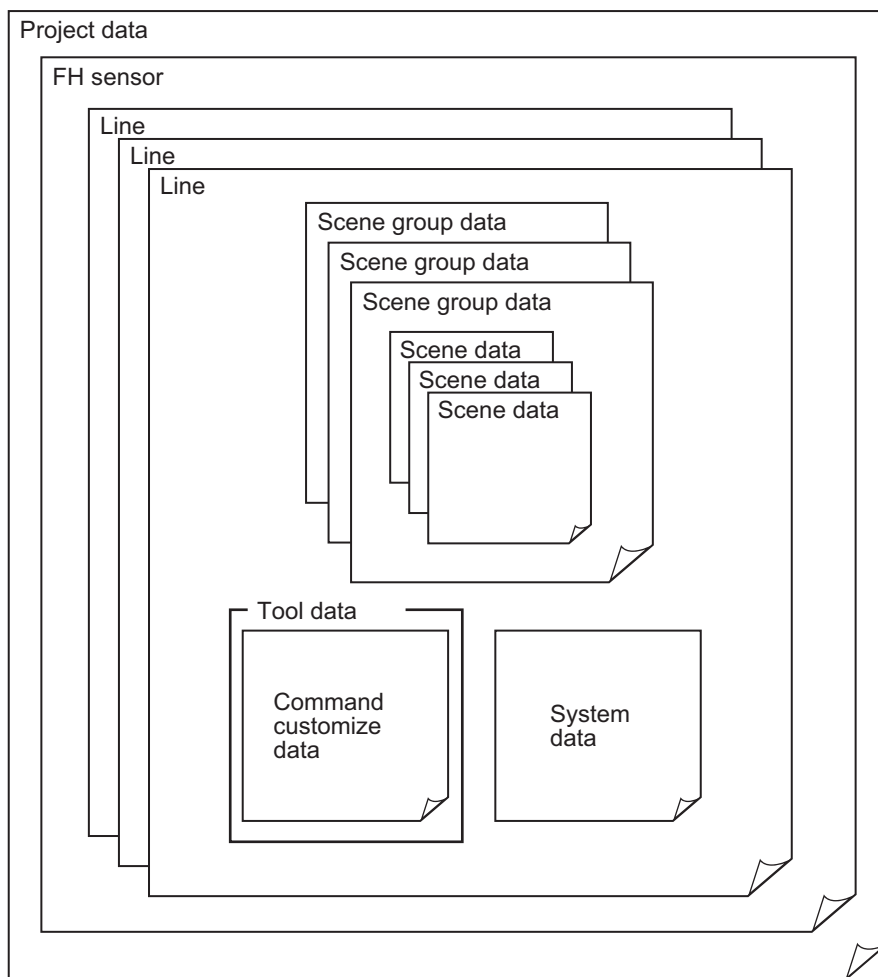 Project data
FH sensor
Line
Line
Line
Scene group data
Scene group data
Scene group data
Scene data
Scene data
Scene data
Tool data
Command
customize
data
System
data